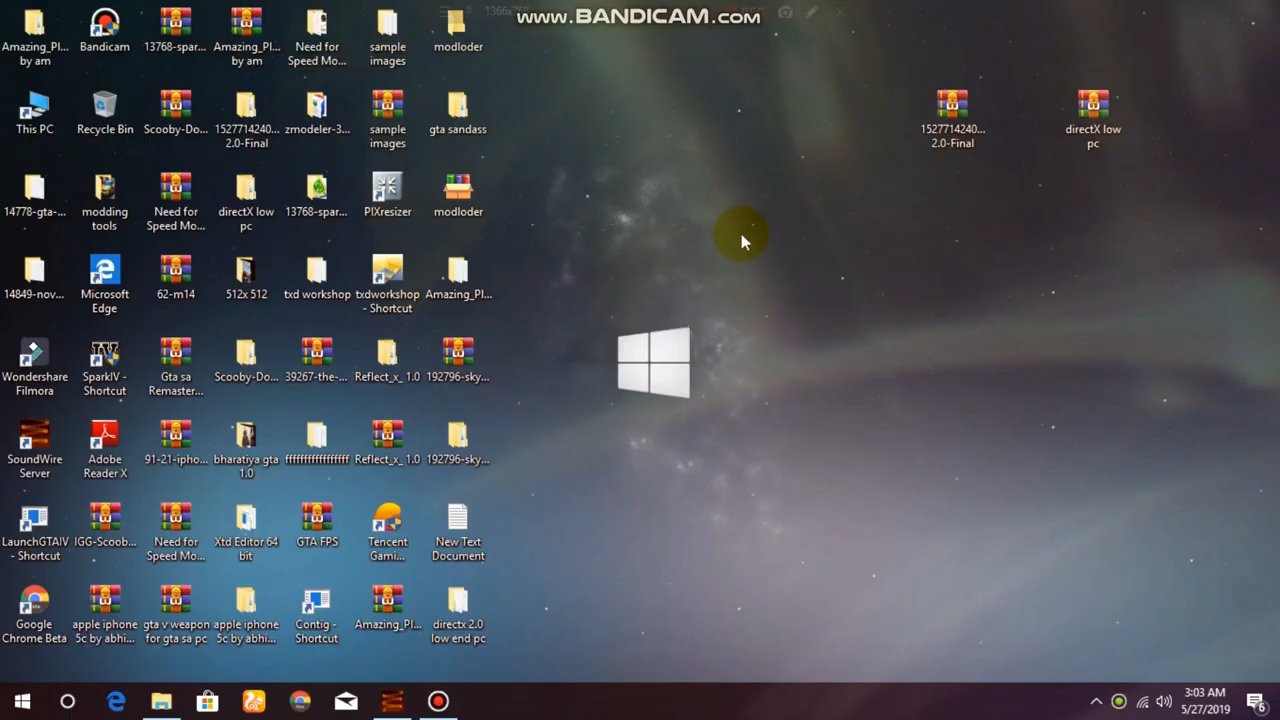 1366x768
www.BANDICAM.com
Amazing_Pl...
by am
Bandicam
13768-spar...
Amazing_Pl...
by am
Need for
Speed Mo...
sample
images
modloder
This PC
Recycle Bin
Scooby-Do...
1527714240...
2.0-Final
zmodeler-3...
sample
images
gta sandass
1527714240...
2.0-Final
directX low
pc
14778-gta-...
modding
tools
Need for
Speed Mo...
directX low
pc
13768-spar...
PIXresizer
modloder
14849-nov...
Microsoft
Edge
62-m14
512x 512
txd workshop
txdworkshop
- Shortcut
Amazing_Pl...
Wondershare
Filmora
SparkIV -
Shortcut
Gta sa
Remaster...
Scooby-Do...
39267-the-...
Reflect_x_ 1.0
192796-sky...
SoundWire
Server
Adobe
Reader X
91-21-ipho...
bharatiya gta
1.0
fffffffffffffffff
Reflect_x_ 1.0
192796-sky...
LaunchGTAIV
- Shortcut
IGG-Scoob...
Need for
Speed Mo...
Xtd Editor 64
bit
GTA FPS
Tencent
Gami...
New Text
Document
Google
Chrome Beta
apple iphone
5c by abhi...
gta v weapon
for gta sa pc
apple iphone
5c by abhi...
Contig -
Shortcut
Amazing_Pl...
directx 2.0
low end pc
3:03 AM
5/27/2019
6